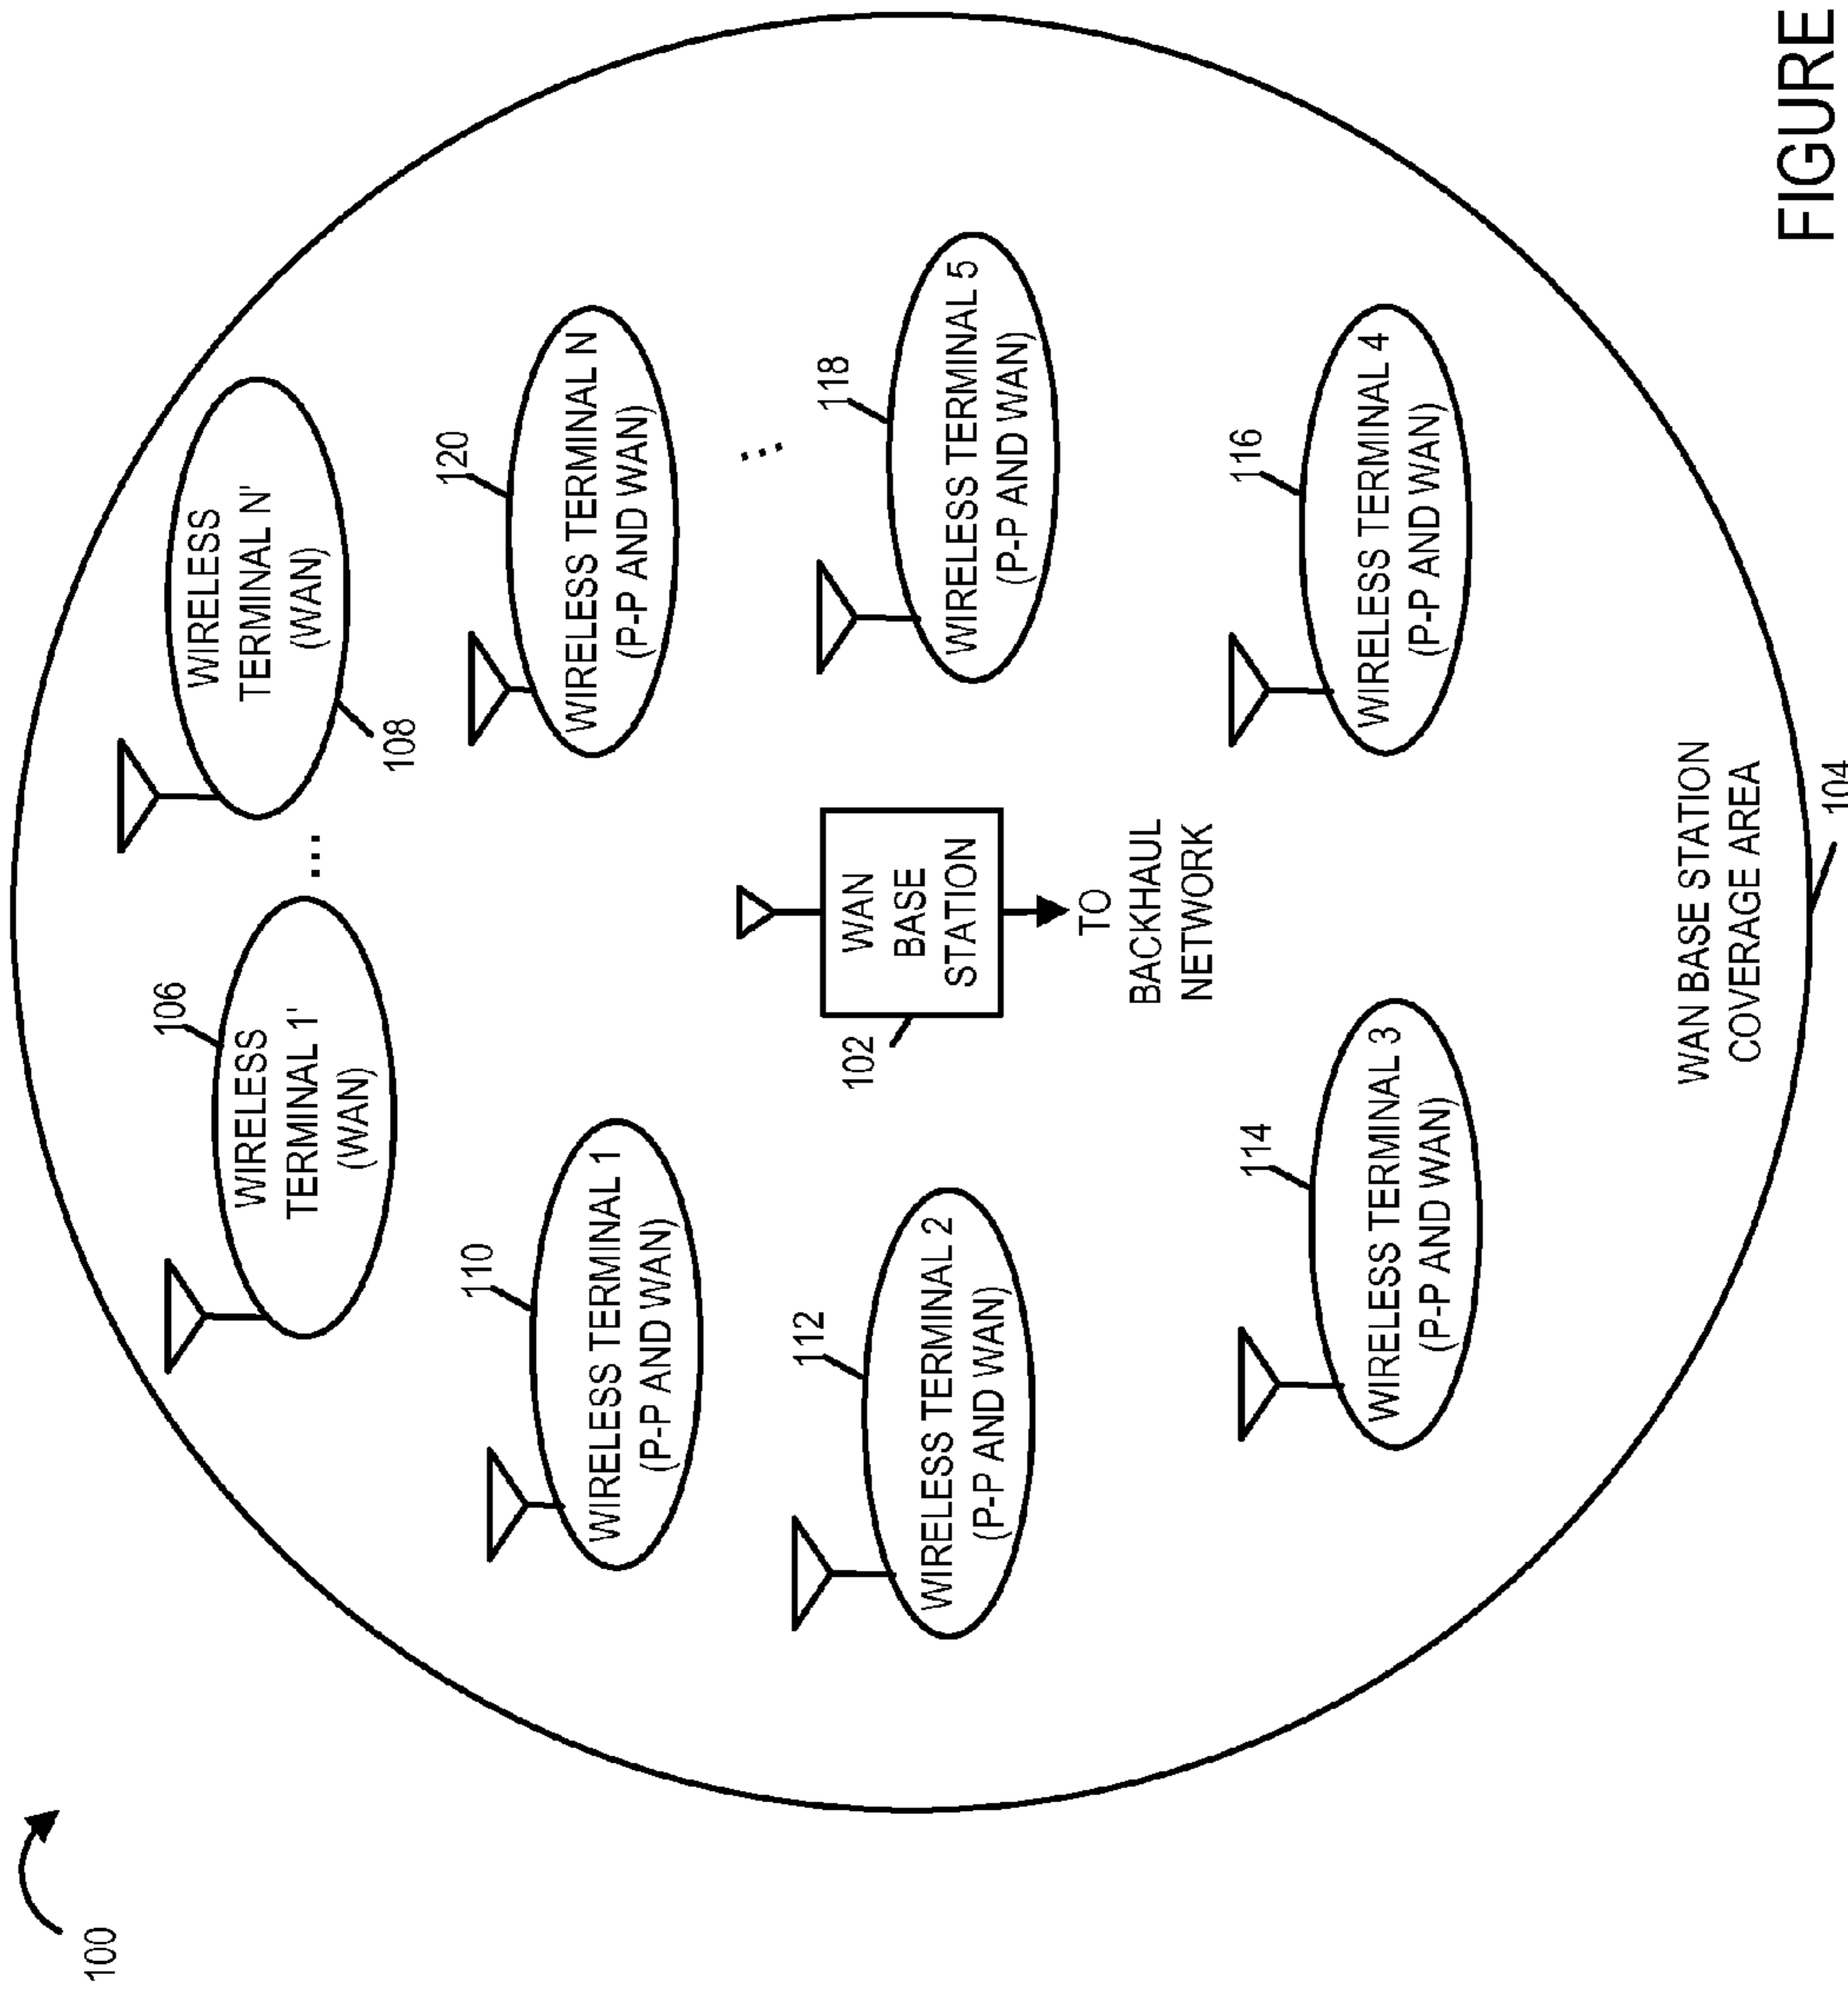 100
106
WIRELESS
TERMINAL 1'
(WAN)
...
WIRELESS
TERMINAL N'
(WAN)
108
110
WIRELESS TERMINAL 1
(P-P AND WAN)
120
WIRELESS TERMINAL N
(P-P AND WAN)
...
112
WIRELESS TERMINAL 2
(P-P AND WAN)
102
WAN
BASE
STATION
TO
BACKHAUL
NETWORK
118
WIRELESS TERMINAL 5
(P-P AND WAN)
114
WIRELESS TERMINAL 3
(P-P AND WAN)
116
WIRELESS TERMINAL 4
(P-P AND WAN)
WAN BASE STATION
COVERAGE AREA
104
FIGURE